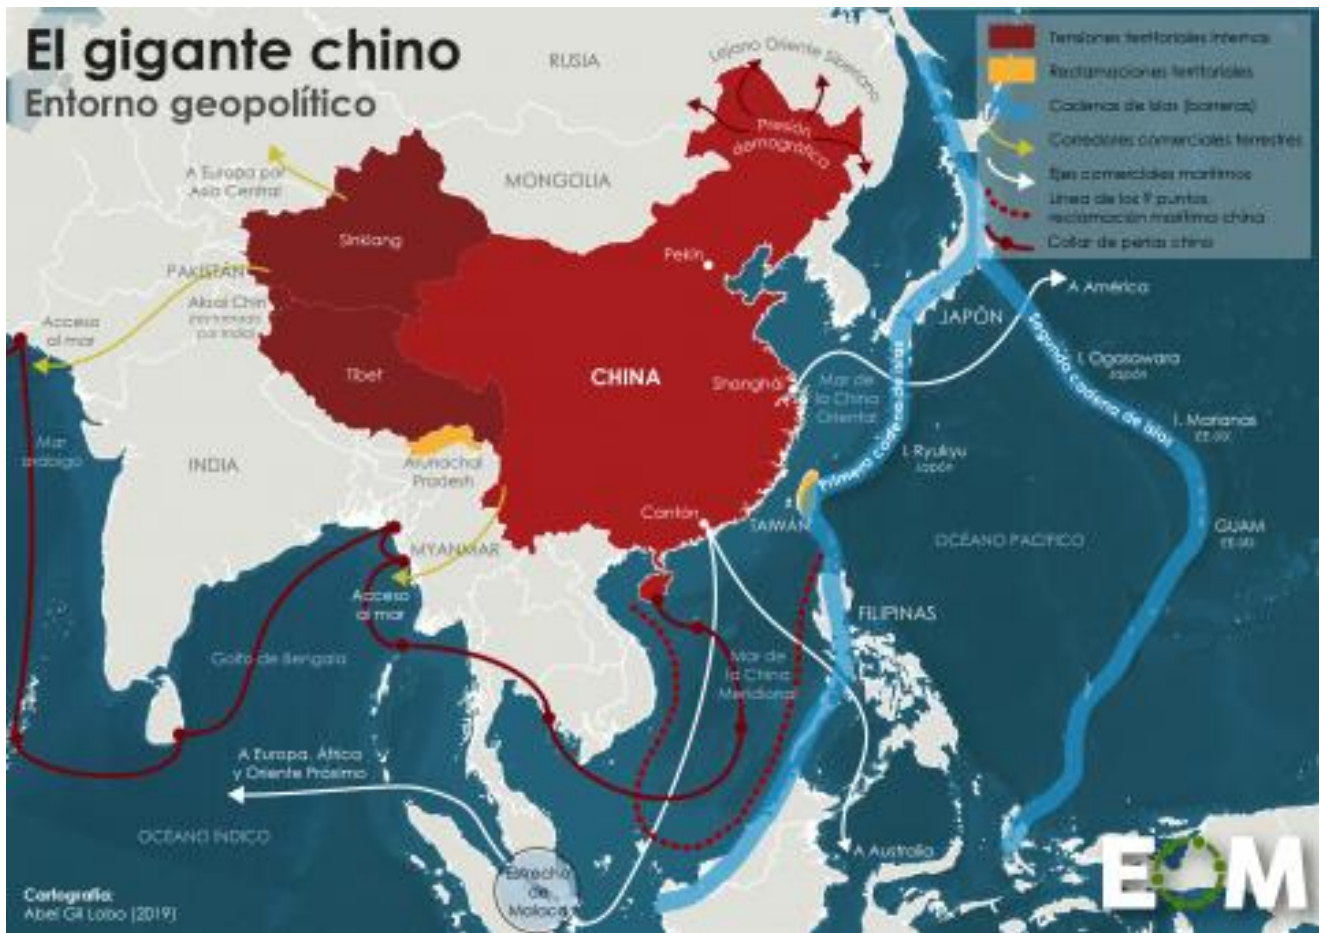 El gigante chino
Entorno geopolítico
Tensiones territoriales internas
Reclamaciones territoriales
Cadenas de islas (barreras)
Corredores comerciales terrestres
Ejes comerciales marítimos
Línea de los 9 puntos,
reclamación marítima china
Collar de perlas chino
RUSIA
Lejano Oriente Siberiano
Presión
demográfica
A Europa por
Asia Central
MONGOLIA
Sinkiang
Pekín
PAKISTÁN
Aksai Chin
por India)
Acceso
al mar
A América
JAPÓN
Tíbet
CHINA
Shanghái
Mar de
la China
Oriental
Primera cadena de islas
Segunda cadena de islas
I. Ogasawara
Japón
I. Marianas
EE.UU.
Mar
arábigo
INDIA
Arunachal
Pradesh
I. Ryukyu
Japón
Cantón
TAIWÁN
OCÉANO PACÍFICO
GUAM
EE.UU.
MYANMAR
Acceso
al mar
FILIPINAS
Golfo de Bengala
Mar de
la China
Meridional
A Europa, África
y Oriente Próximo
OCÉANO ÍNDICO
A Australia
Estrecho
de
Malaca
Cartografía:
Abel Gil Lobo (2019)
EOM